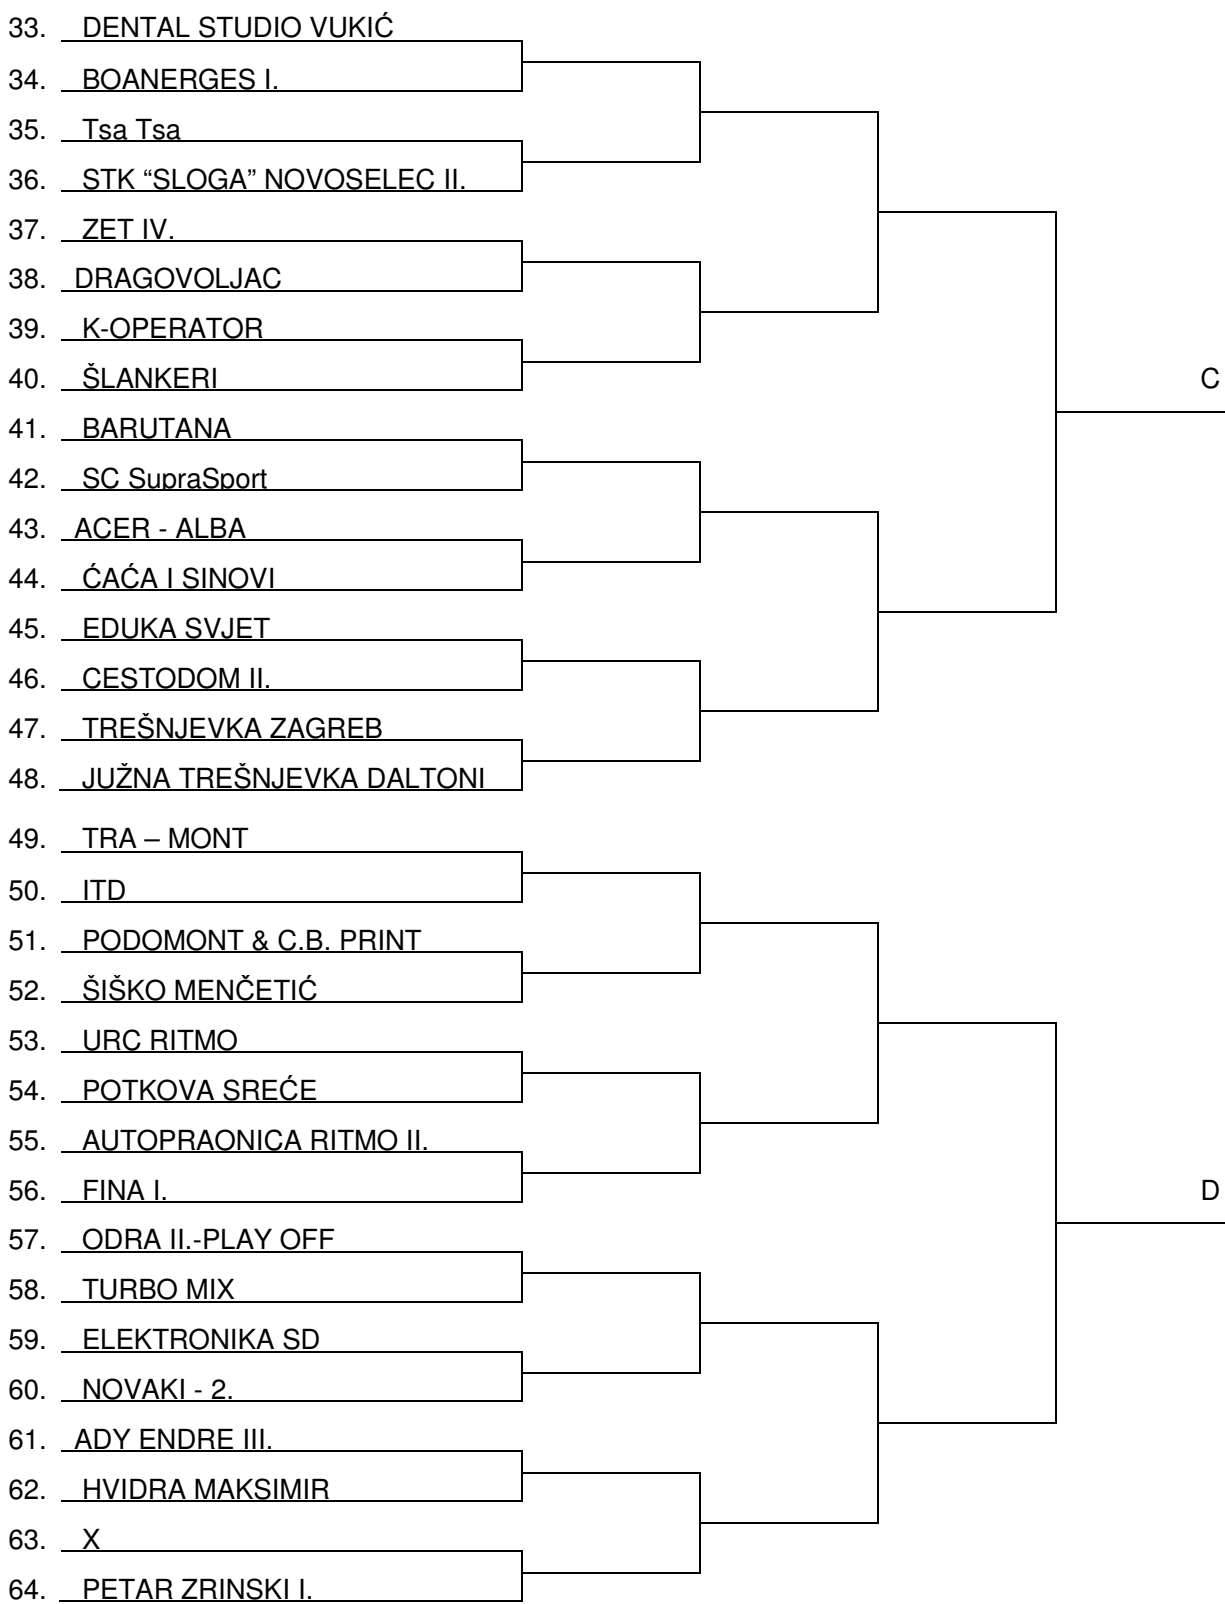 33. DENTAL STUDIO VUKIĆ
34. BOANERGES I.
35. Tsa Tsa
36. STK “SLOGA” NOVOSELEC II.
37. ZET IV.
38. DRAGOVOLJAC
39. K-OPERATOR
40. ŠLANKERI
C
41. BARUTANA
42. SC SupraSport
43. ACER - ALBA
44. ĆAĆA I SINOVI
45. EDUKA SVJET
46. CESTODOM II.
47. TREŠNJEVKA ZAGREB
48. JUŽNA TREŠNJEVKA DALTONI
49. TRA – MONT
50. ITD
51. PODOMONT & C.B. PRINT
52. ŠIŠKO MENČETIĆ
53. URC RITMO
54. POTKOVA SREĆE
55. AUTOPRAONICA RITMO II.
56. FINA I.
D
57. ODRA II.-PLAY OFF
58. TURBO MIX
59. ELEKTRONIKA SD
60. NOVAKI - 2.
61. ADY ENDRE III.
62. HVIDRA MAKSIMIR
63. X
64. PETAR ZRINSKI I.